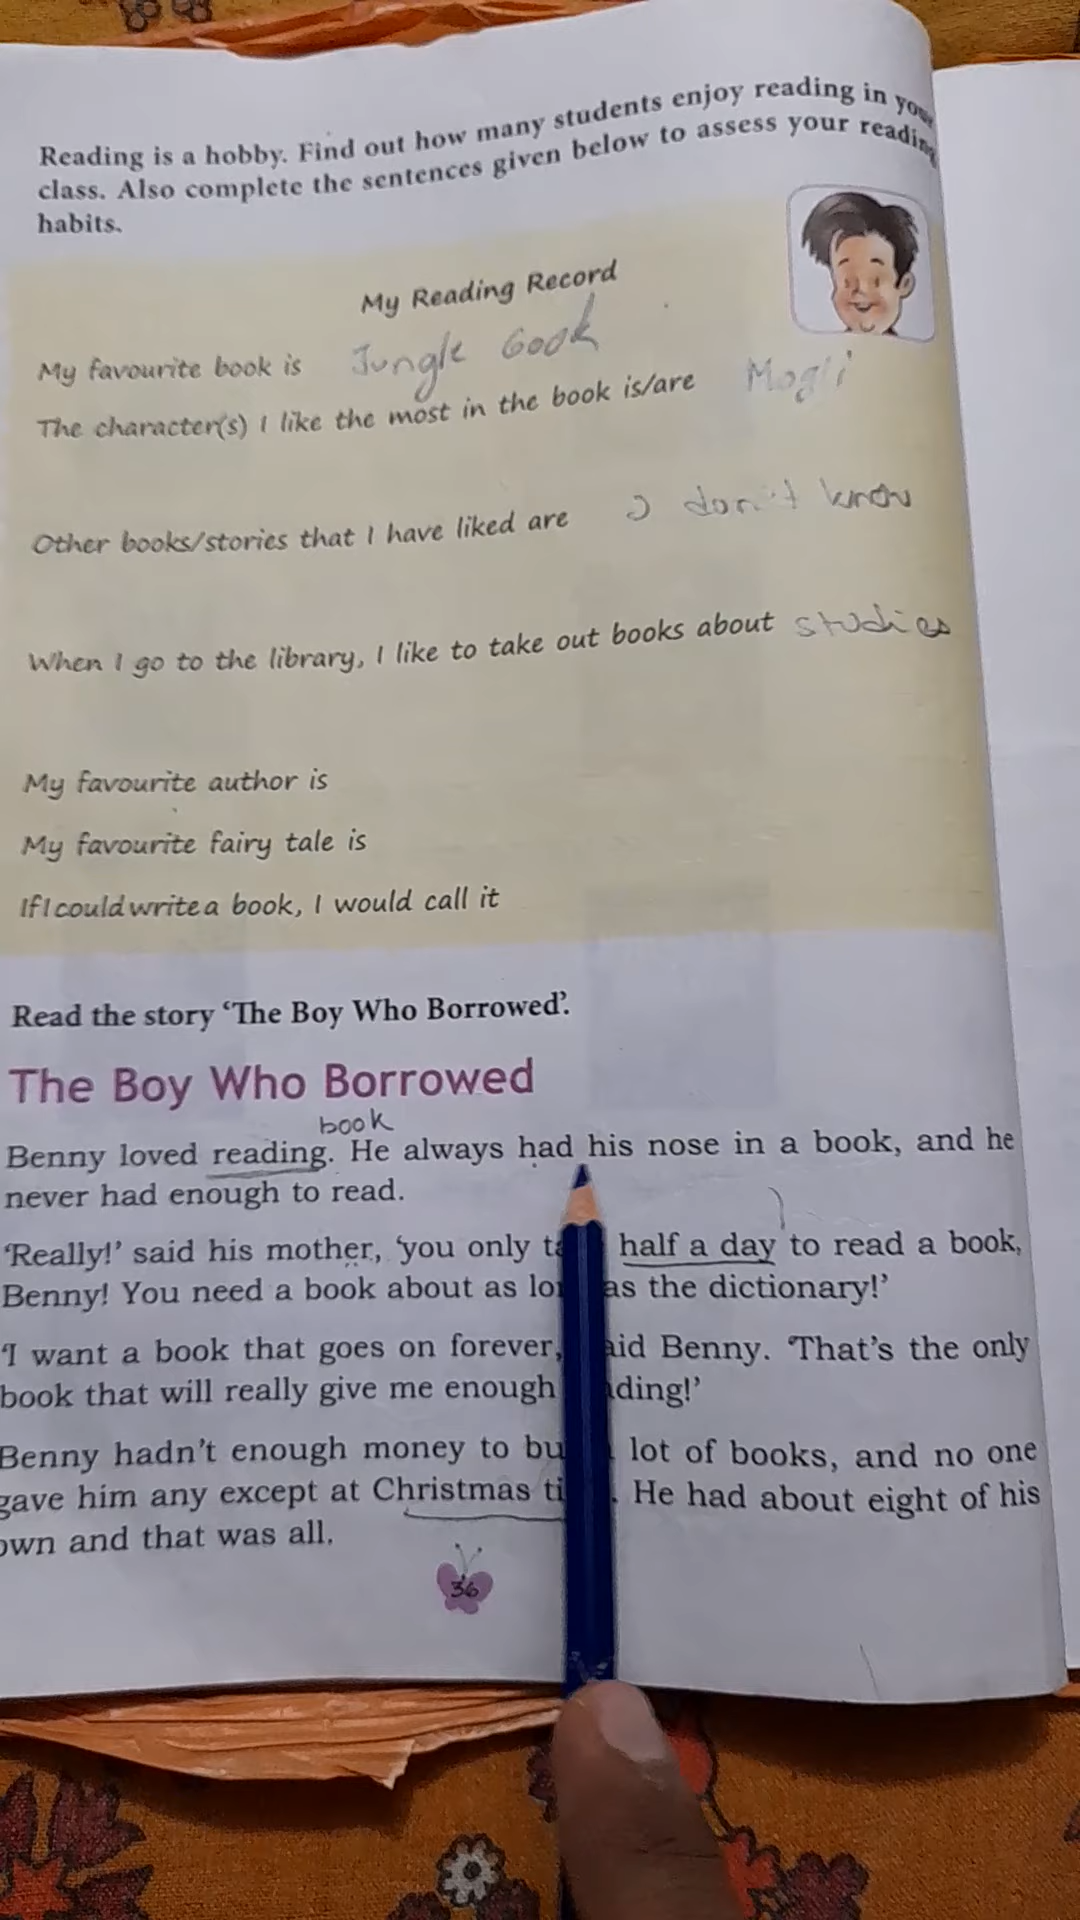 Reading is a hobby. Find out how many students enjoy reading in your
class. Also complete the sentences given below to assess your reading
habits.
My Reading Record
My favourite book is Jungle book
The character(s) I like the most in the book is/are Mogli
Other books/stories that I have liked are I don't know
When I go to the library, I like to take out books about studies
My favourite author is
My favourite fairy tale is
If I could write a book, I would call it
Read the story ‘The Boy Who Borrowed’.
The Boy Who Borrowed
book
Benny loved reading. He always had his nose in a book, and he
never had enough to read.
‘Really!’ said his mother, ‘you only half a day to read a book,
Benny! You need a book about as as the dictionary!’
‘I want a book that goes on forever, said Benny. ‘That’s the only
book that will really give me enough reading!’
Benny hadn’t enough money to lot of books, and no one
gave him any except at Christmas He had about eight of his
own and that was all.
36